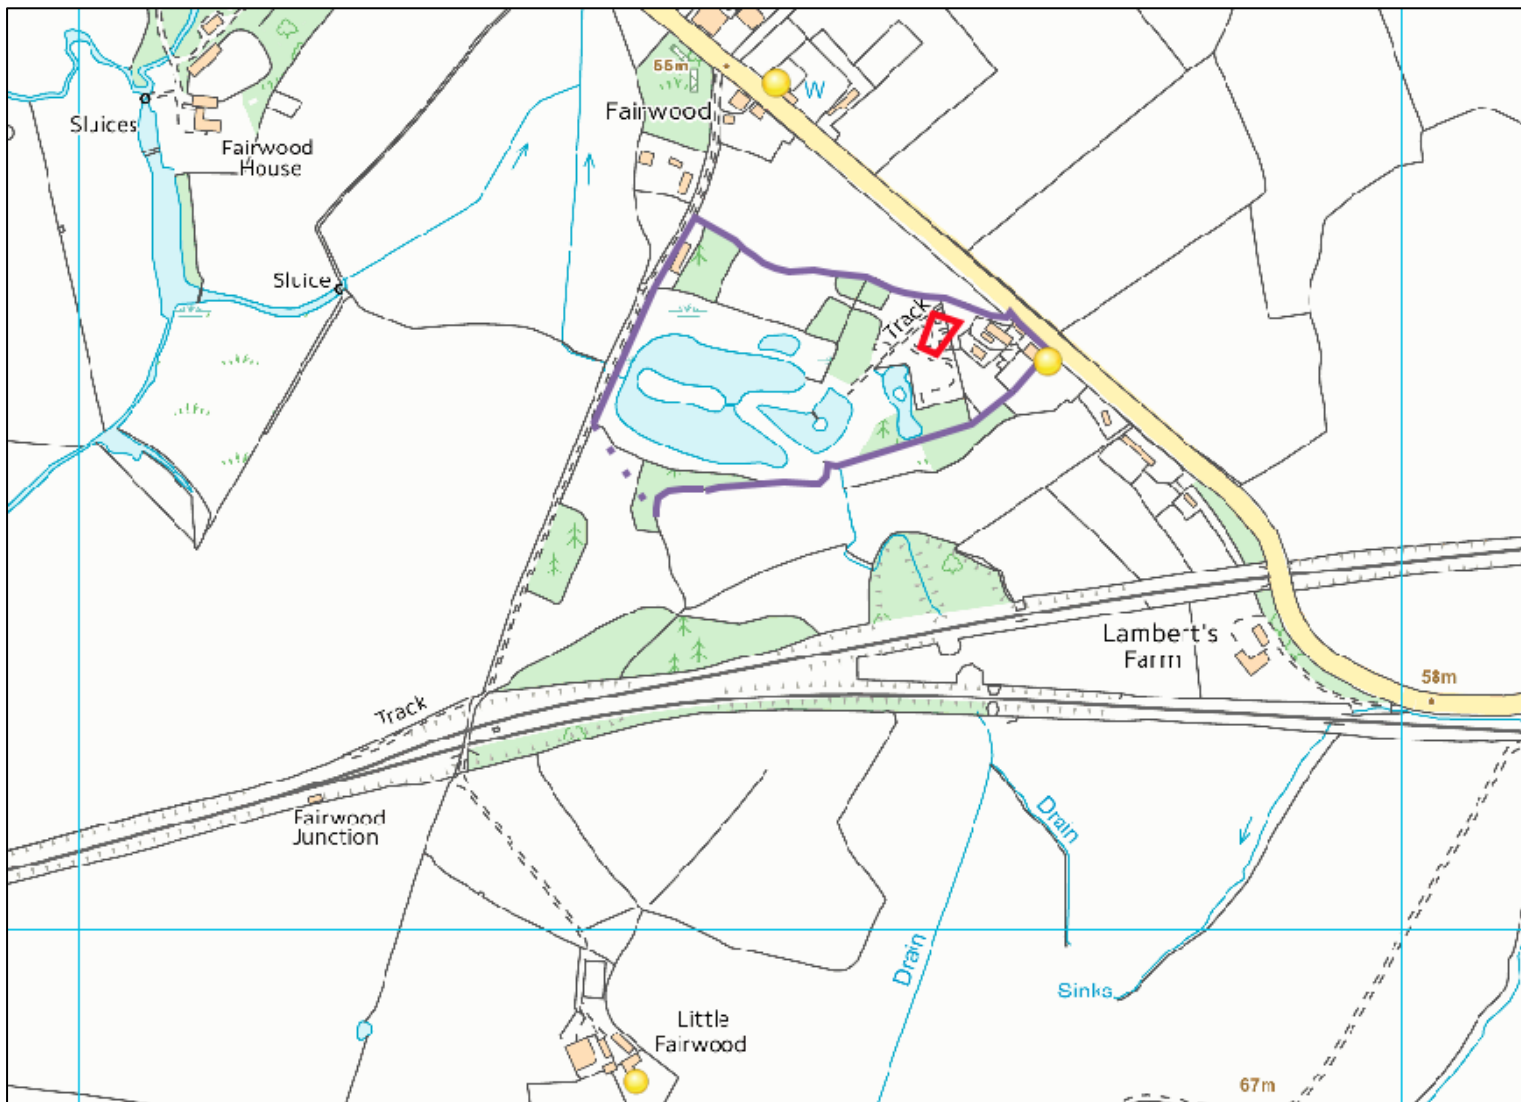 55m
W
Fairwood
Sluices
Fairwood
House
Sluice
Track
Lambert's
Farm
58m
Track
Fairwood
Junction
Drain
Drain
Sinks
Little
Fairwood
67m